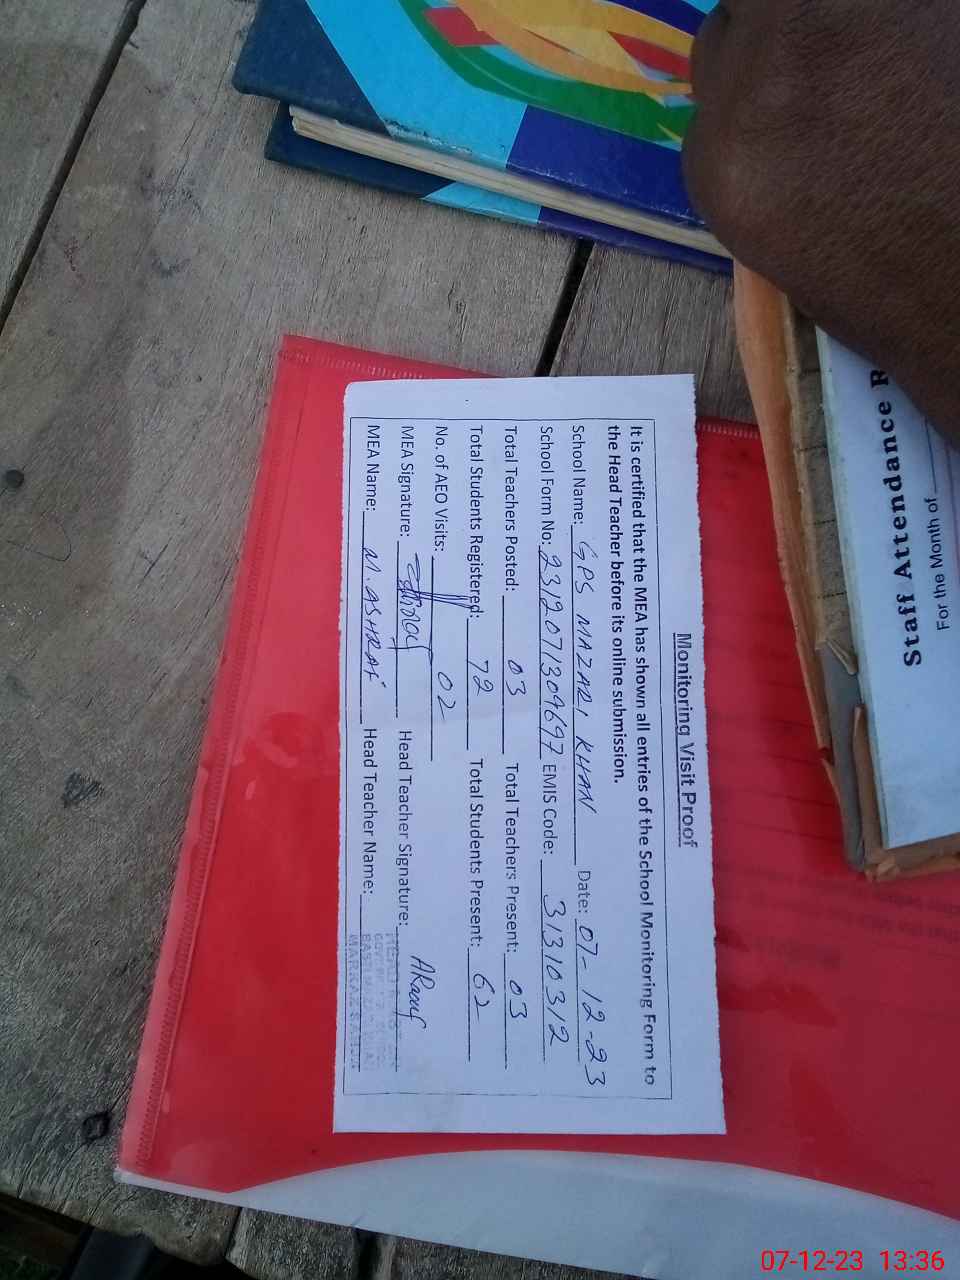 Monitoring Visit Proof
It is certified that the MEA has shown all entries of the School Monitoring Form to
the Head Teacher before its online submission.
School Name: GPS MAZARI KHAN Date: 07-12-23
School Form No: 2312071309697 EMIS Code: 31310312
Total Teachers Posted: 03 Total Teachers Present: 03
Total Students Registered: 72 Total Students Present: 62
No. of AEO Visits: 02
MEA Signature: Head Teacher Signature: ARaouf
MEA Name: M. ASHRAF Head Teacher Name:
Staff Attendance
For the Month of
07-12-23 13:36